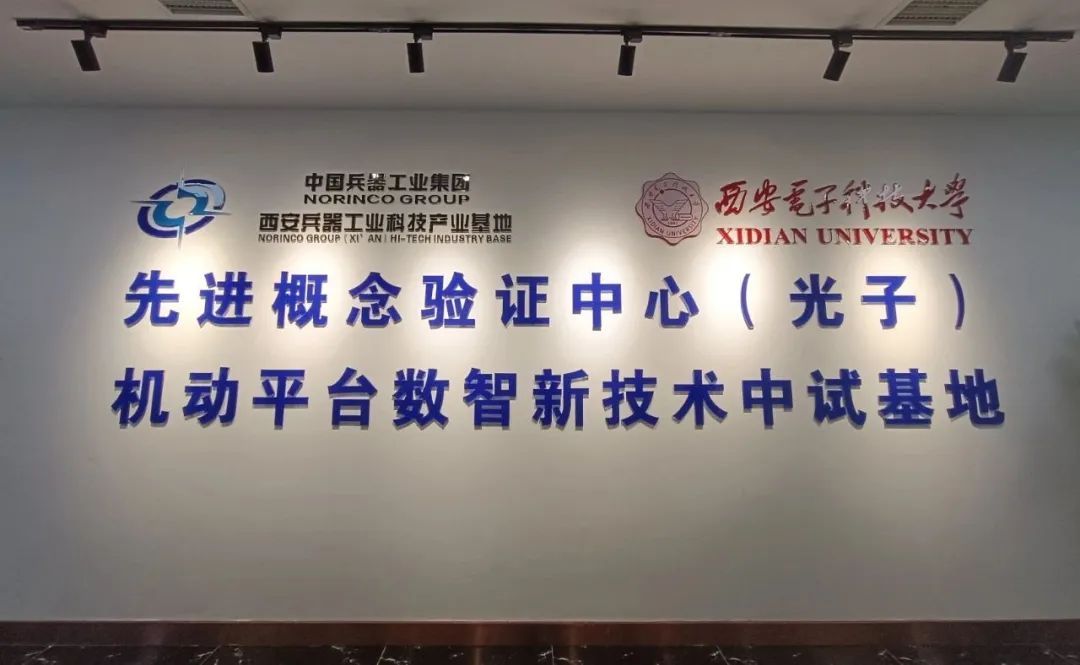 中国兵器工业集团
NORINCO GROUP
西安兵器工业科技产业基地
NORINCO GROUP (XI' AN) HI-TECH INDUSTRY BASE
西安電子科技大學
XIDIAN UNIVERSITY
先进概念验证中心(光子)
机动平台数智新技术中试基地